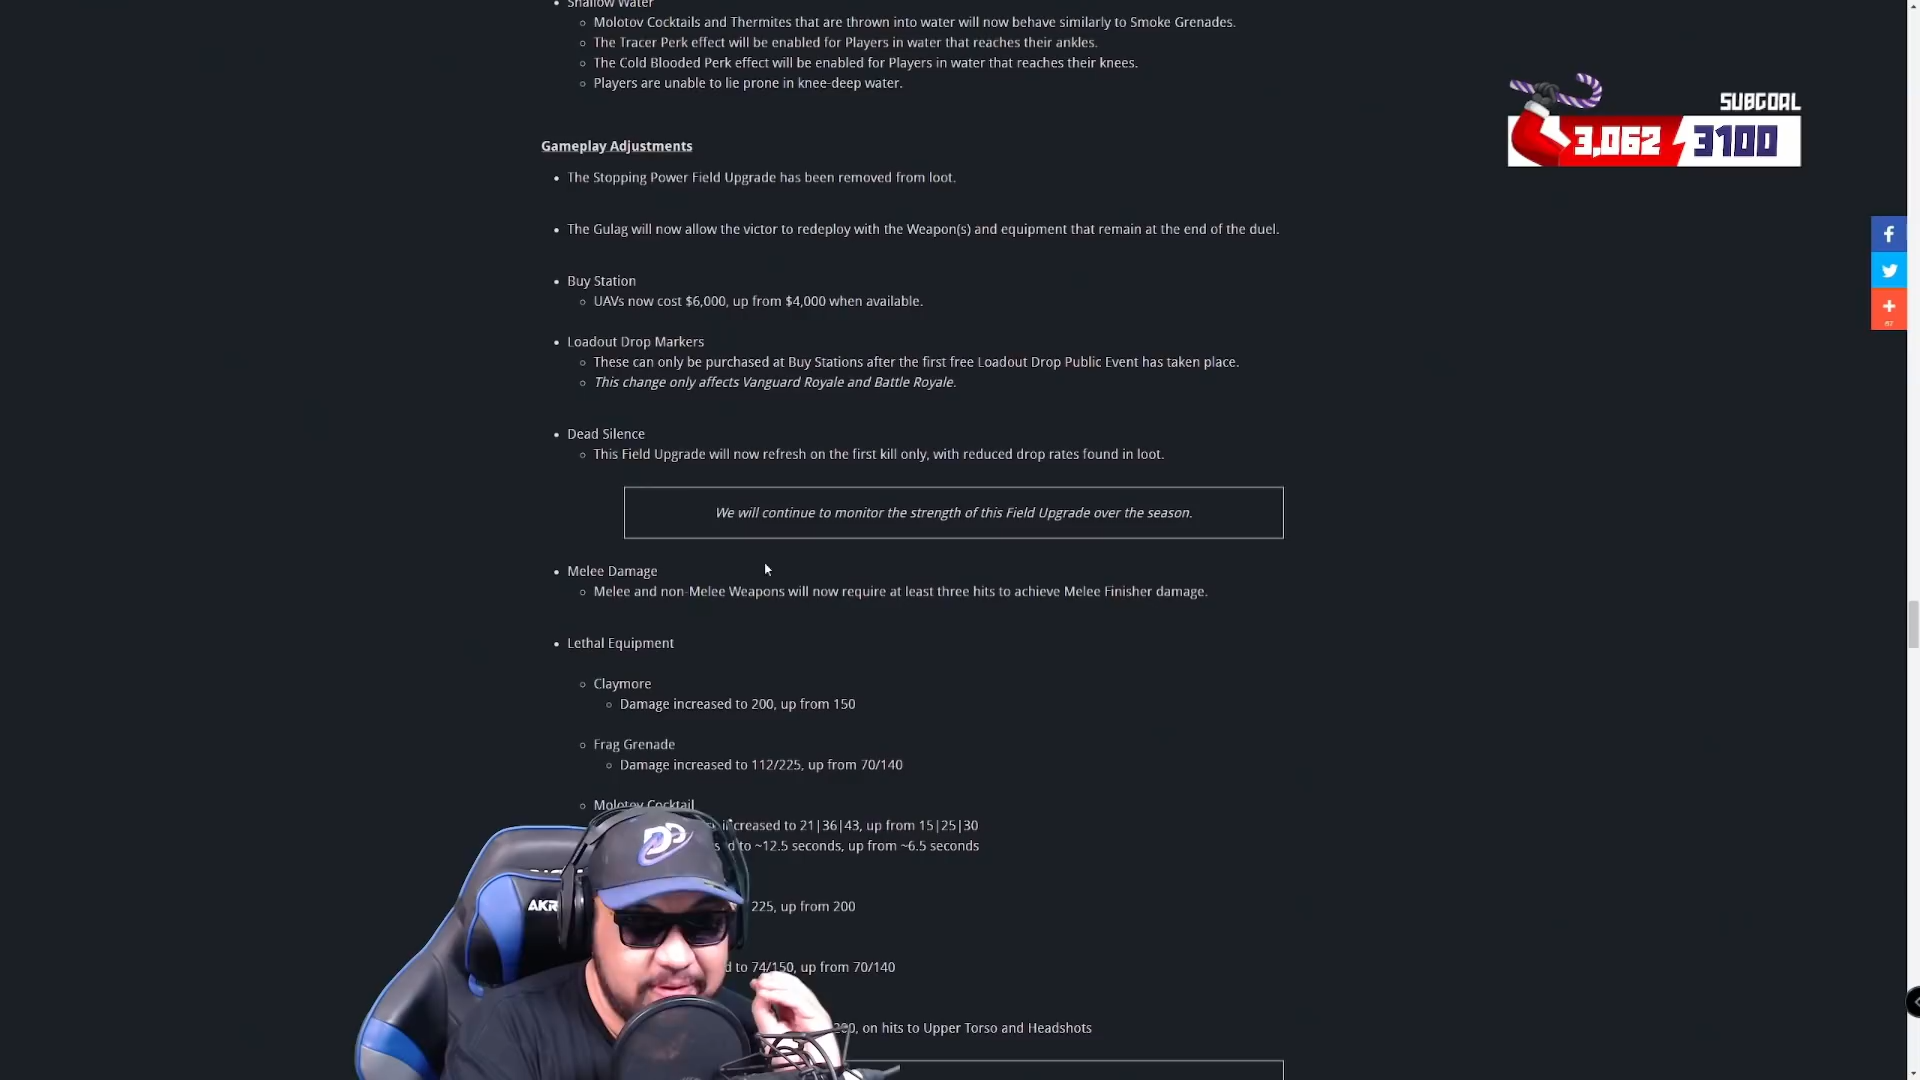 Shallow Water
Molotov Cocktails and Thermites that are thrown into water will now behave similarly to Smoke Grenades.
The Tracer Perk effect will be enabled for Players in water that reaches their ankles.
The Cold Blooded Perk effect will be enabled for Players in water that reaches their knees.
Players are unable to lie prone in knee-deep water.
SUBGOAL
3,062 3100
Gameplay Adjustments
The Stopping Power Field Upgrade has been removed from loot.
The Gulag will now allow the victor to redeploy with the Weapon(s) and equipment that remain at the end of the duel.
Buy Station
UAVs now cost $6,000, up from $4,000 when available.
Loadout Drop Markers
These can only be purchased at Buy Stations after the first free Loadout Drop Public Event has taken place.
This change only affects Vanguard Royale and Battle Royale.
Dead Silence
This Field Upgrade will now refresh on the first kill only, with reduced drop rates found in loot.
We will continue to monitor the strength of this Field Upgrade over the season.
Melee Damage
Melee and non-Melee Weapons will now require at least three hits to achieve Melee Finisher damage.
Lethal Equipment
Claymore
Damage increased to 200, up from 150
Frag Grenade
Damage increased to 112/225, up from 70/140
Molotov Cocktail
increased to 21|36|43, up from 15|25|30
to ~12.5 seconds, up from ~6.5 seconds
225, up from 200
to 74/150, up from 70/140
on hits to Upper Torso and Headshots